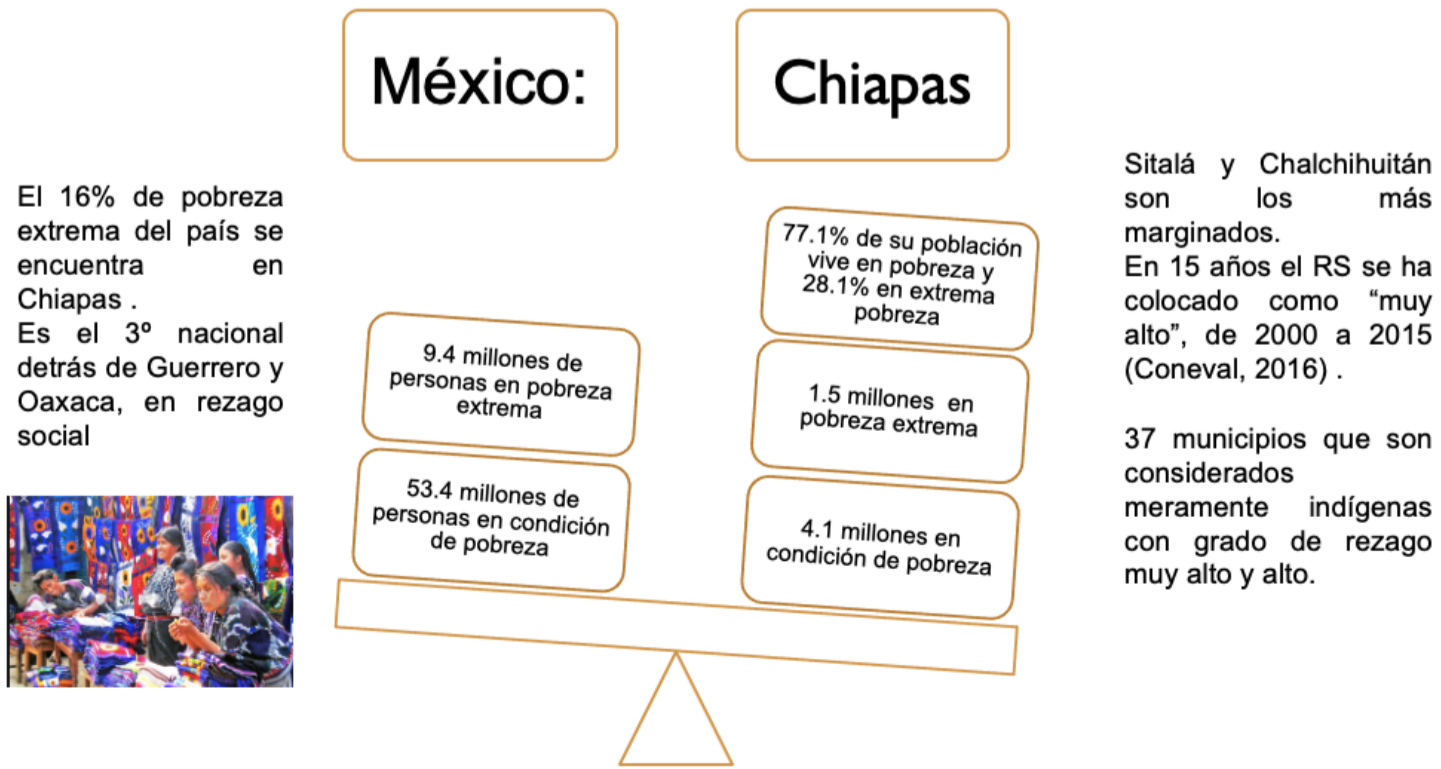 México:
Chiapas
El 16% de pobreza
extrema del país se
encuentra en
Chiapas .
Es el 3º nacional
detrás de Guerrero y
Oaxaca, en rezago
social
9.4 millones de
personas en pobreza
extrema
53.4 millones de
personas en condición
de pobreza
77.1% de su población
vive en pobreza y
28.1% en extrema
pobreza
1.5 millones en
pobreza extrema
4.1 millones en
condición de pobreza
Sitalá y Chalchihuitán
son los más
marginados.
En 15 años el RS se ha
colocado como “muy
alto”, de 2000 a 2015
(Coneval, 2016) .
37 municipios que son
considerados
meramente indígenas
con grado de rezago
muy alto y alto.